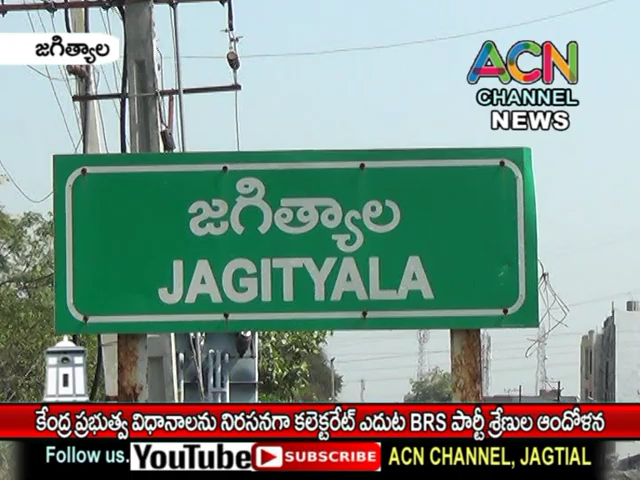 జగిత్యాల
ACN
CHANNEL
NEWS
జగిత్యాల
JAGITYALA
కేంద్ర ప్రభుత్వ విధానాలను నిరసనగా కలెక్టరేట్ ఎదుట BRS పార్టీ శ్రేణుల ఆందోళన
Follow us. YouTube SUBSCRIBE ACN CHANNEL, JAGTIAL